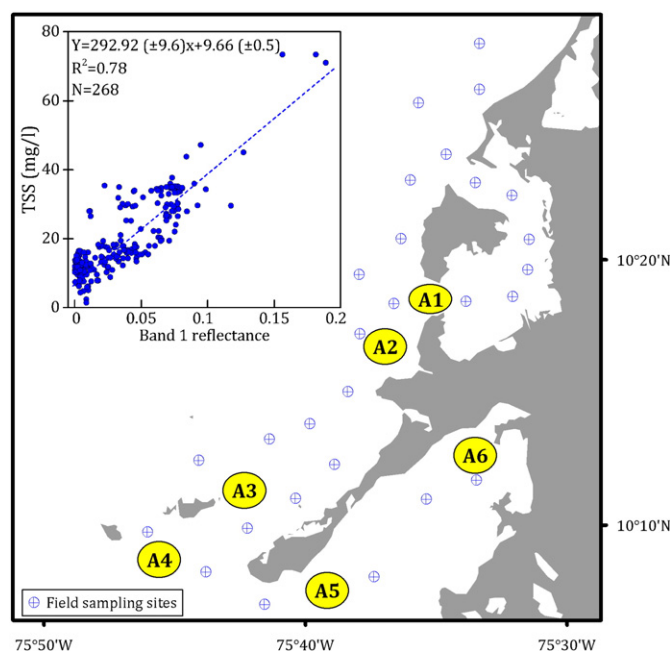 80
60
40
20
0
TSS (mg/l)
Y=292.92 (±9.6)x+9.66 (±0.5)
R²=0.78
N=268
0
0.05
0.1
0.15
0.2
Band 1 reflectance
A1
A2
A3
A4
A5
A6
10°20'N
10°10'N
Field sampling sites
75°50'W
75°40'W
75°30'W